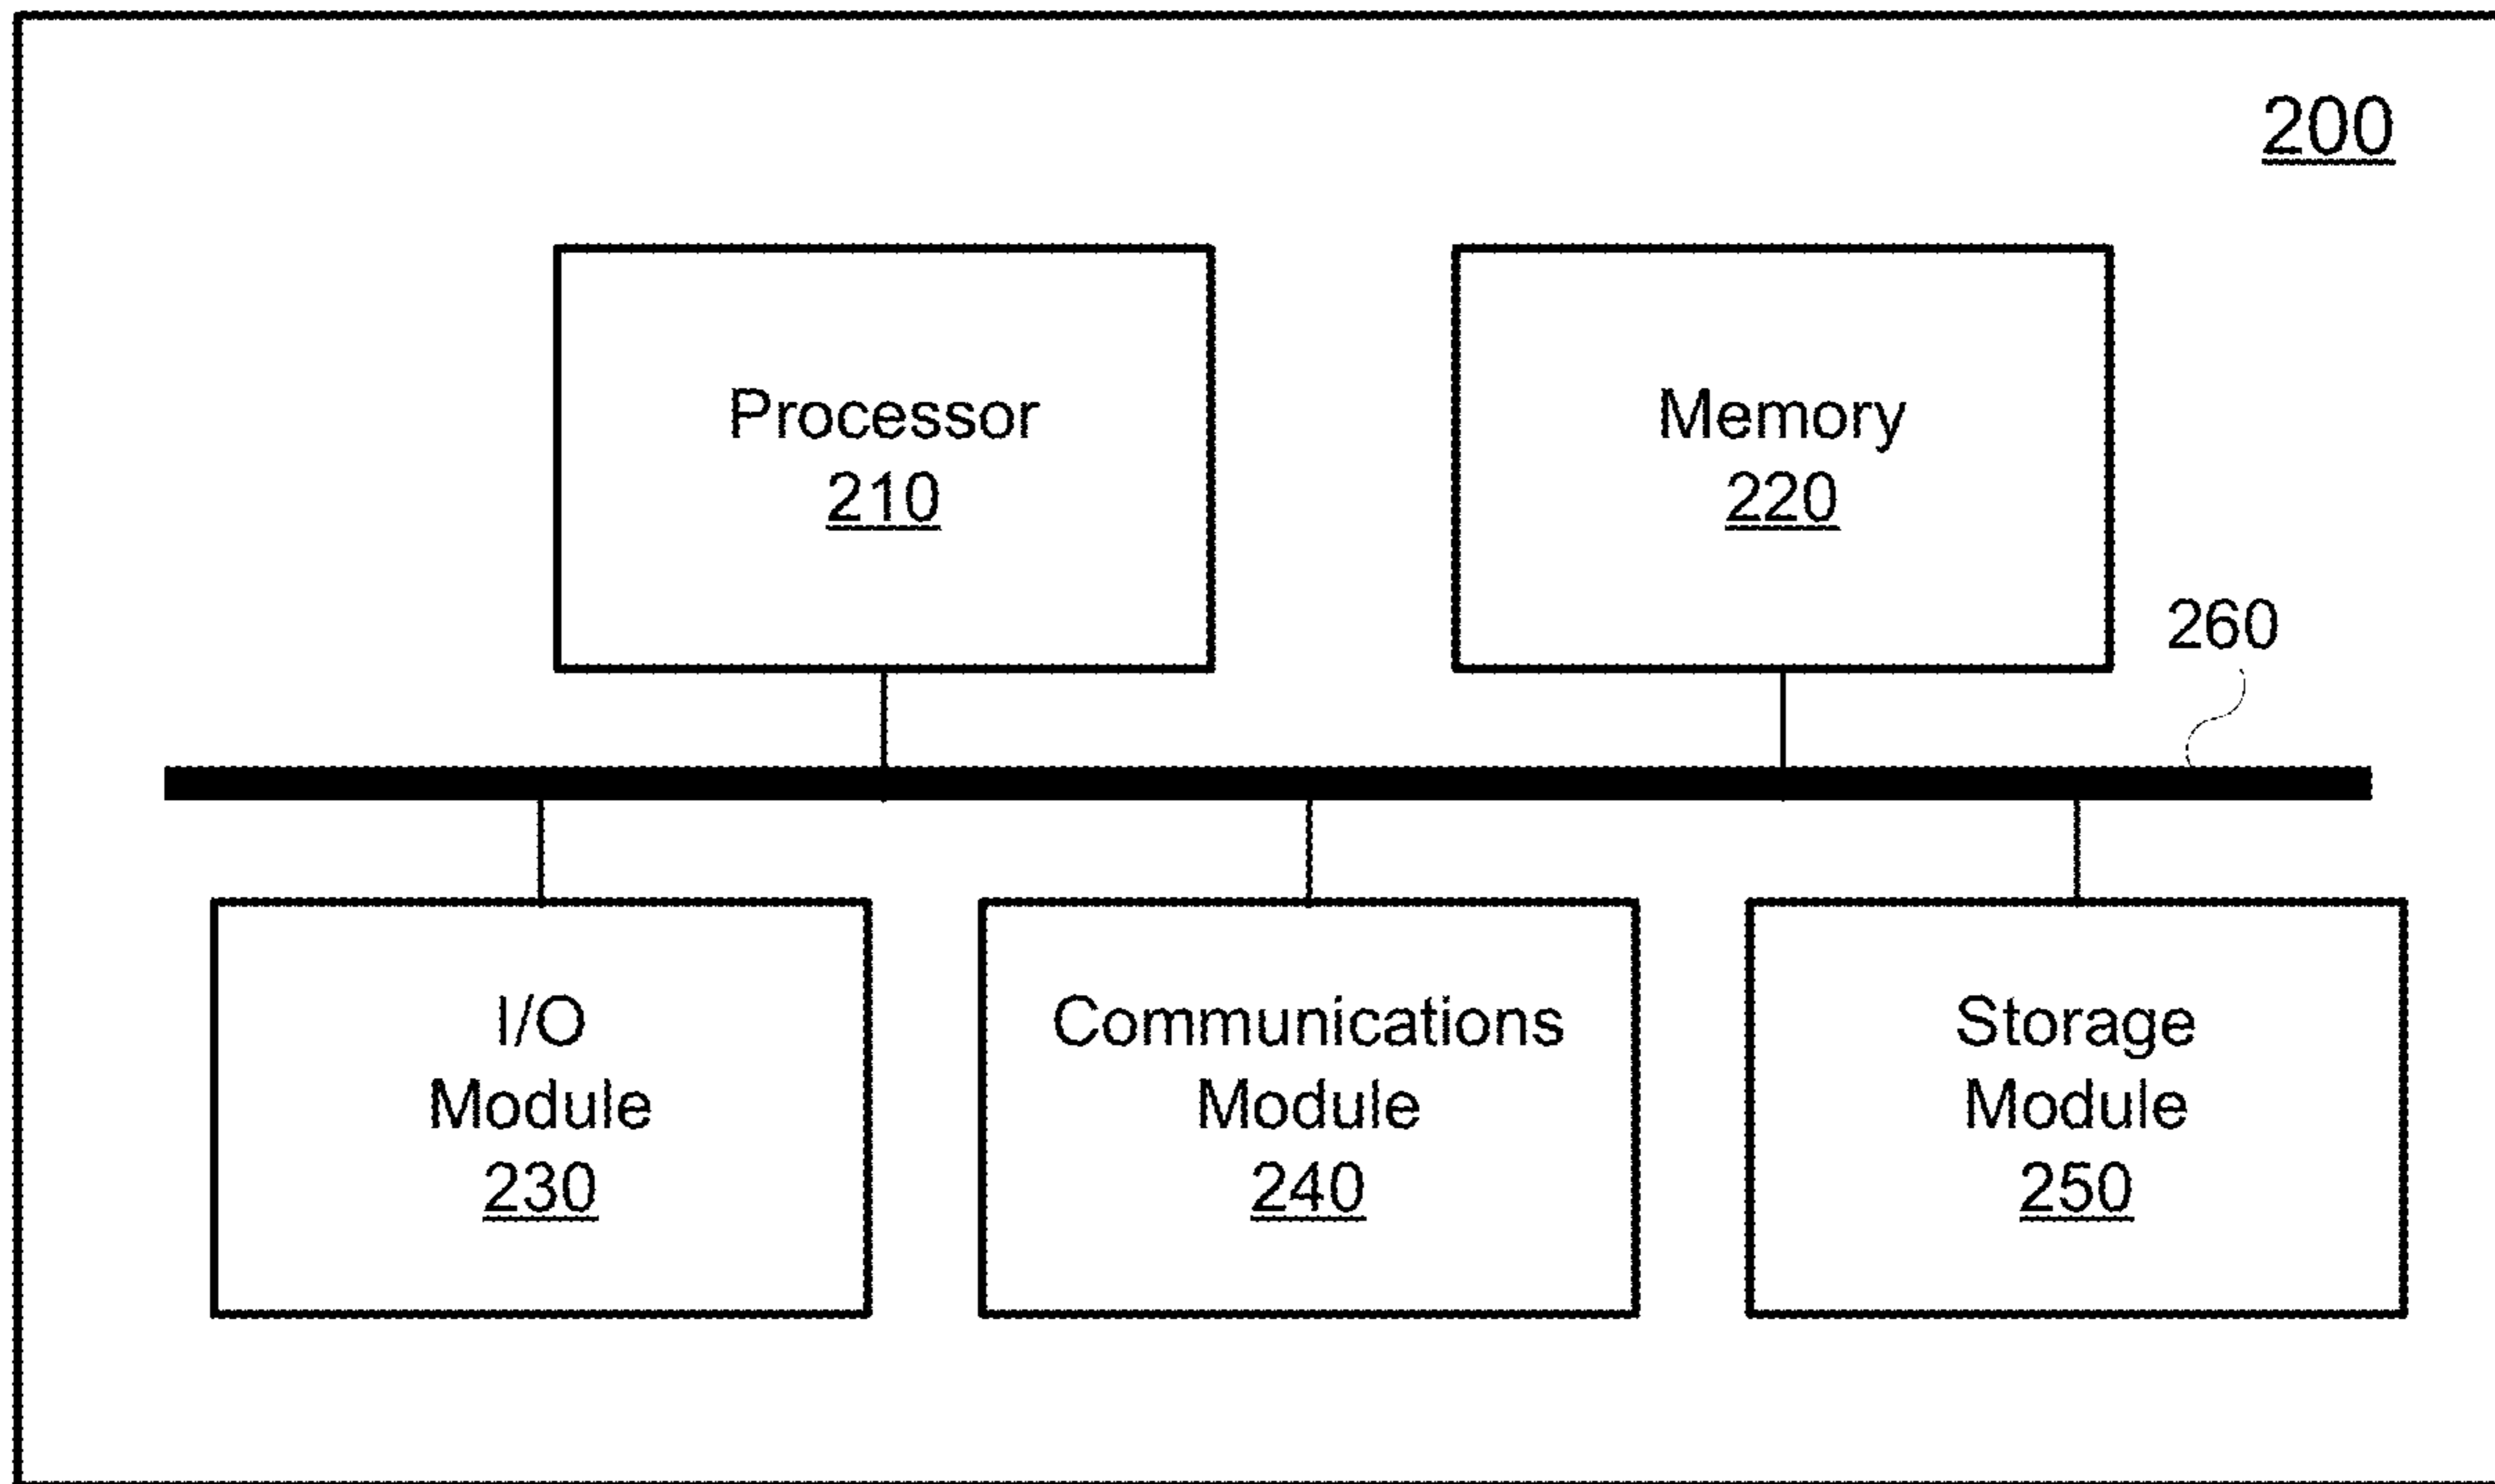 200
Processor
210
Memory
220
260
I/O
Module
230
Communications
Module
240
Storage
Module
250